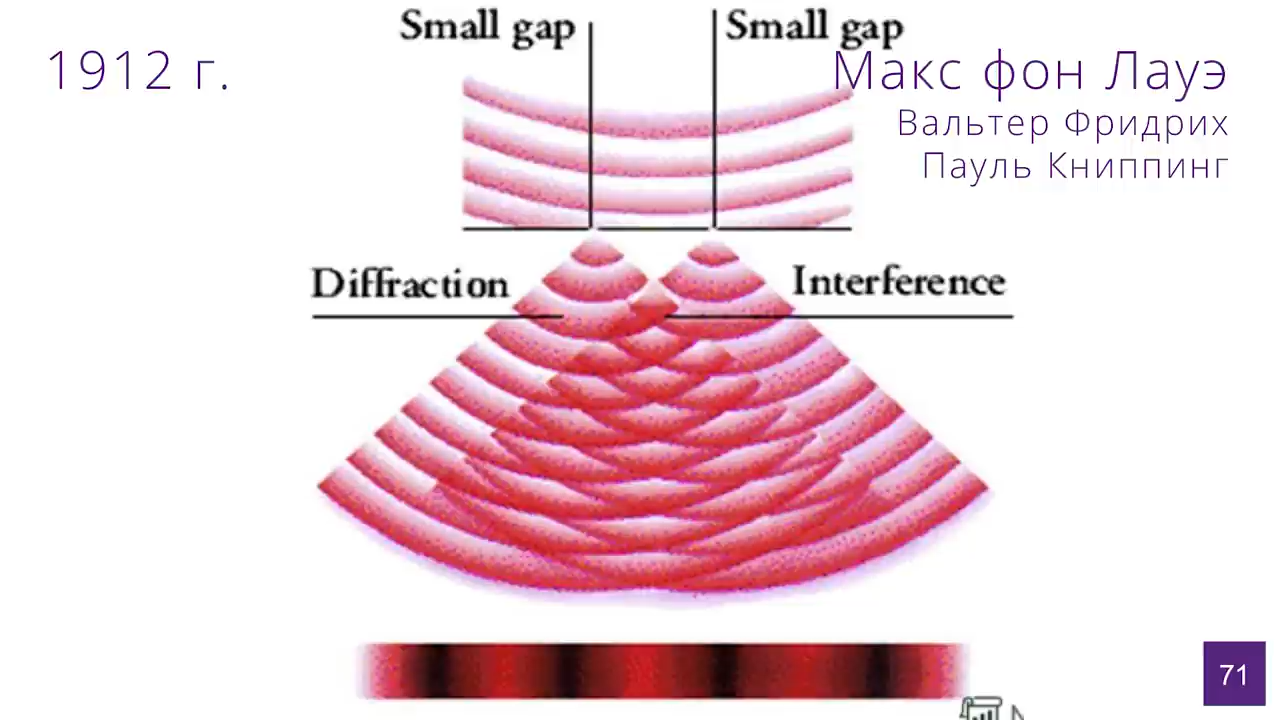 Small gap
Small gap
1912 г.
Макс фон Лауэ
Вальтер Фридрих
Пауль Книппинг
Diffraction
Interference
71